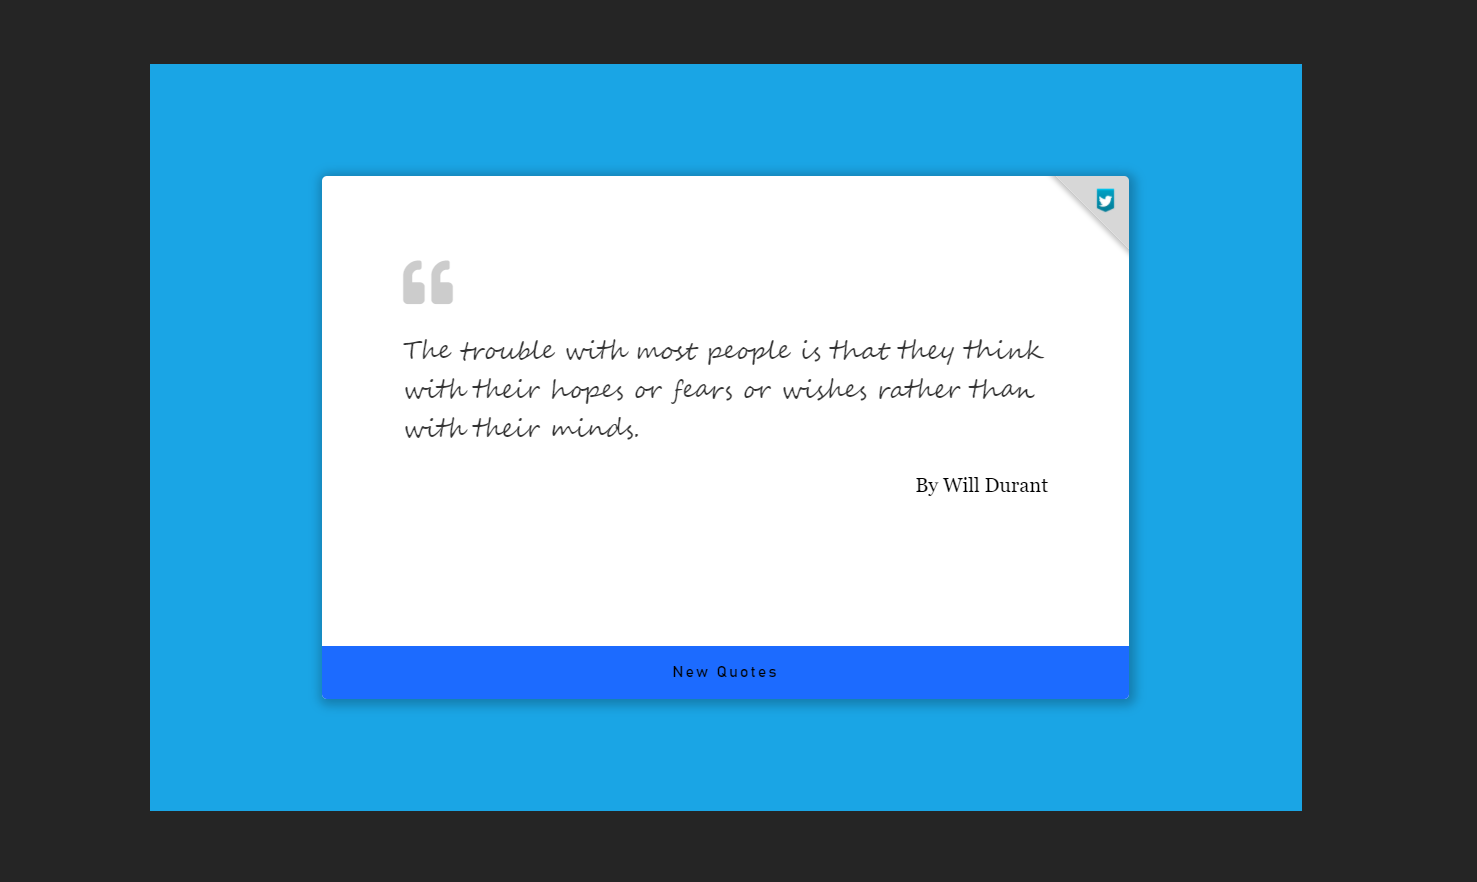 The trouble with most people is that they think
with their hopes or fears or wishes rather than
with their minds.
By Will Durant
New Quotes